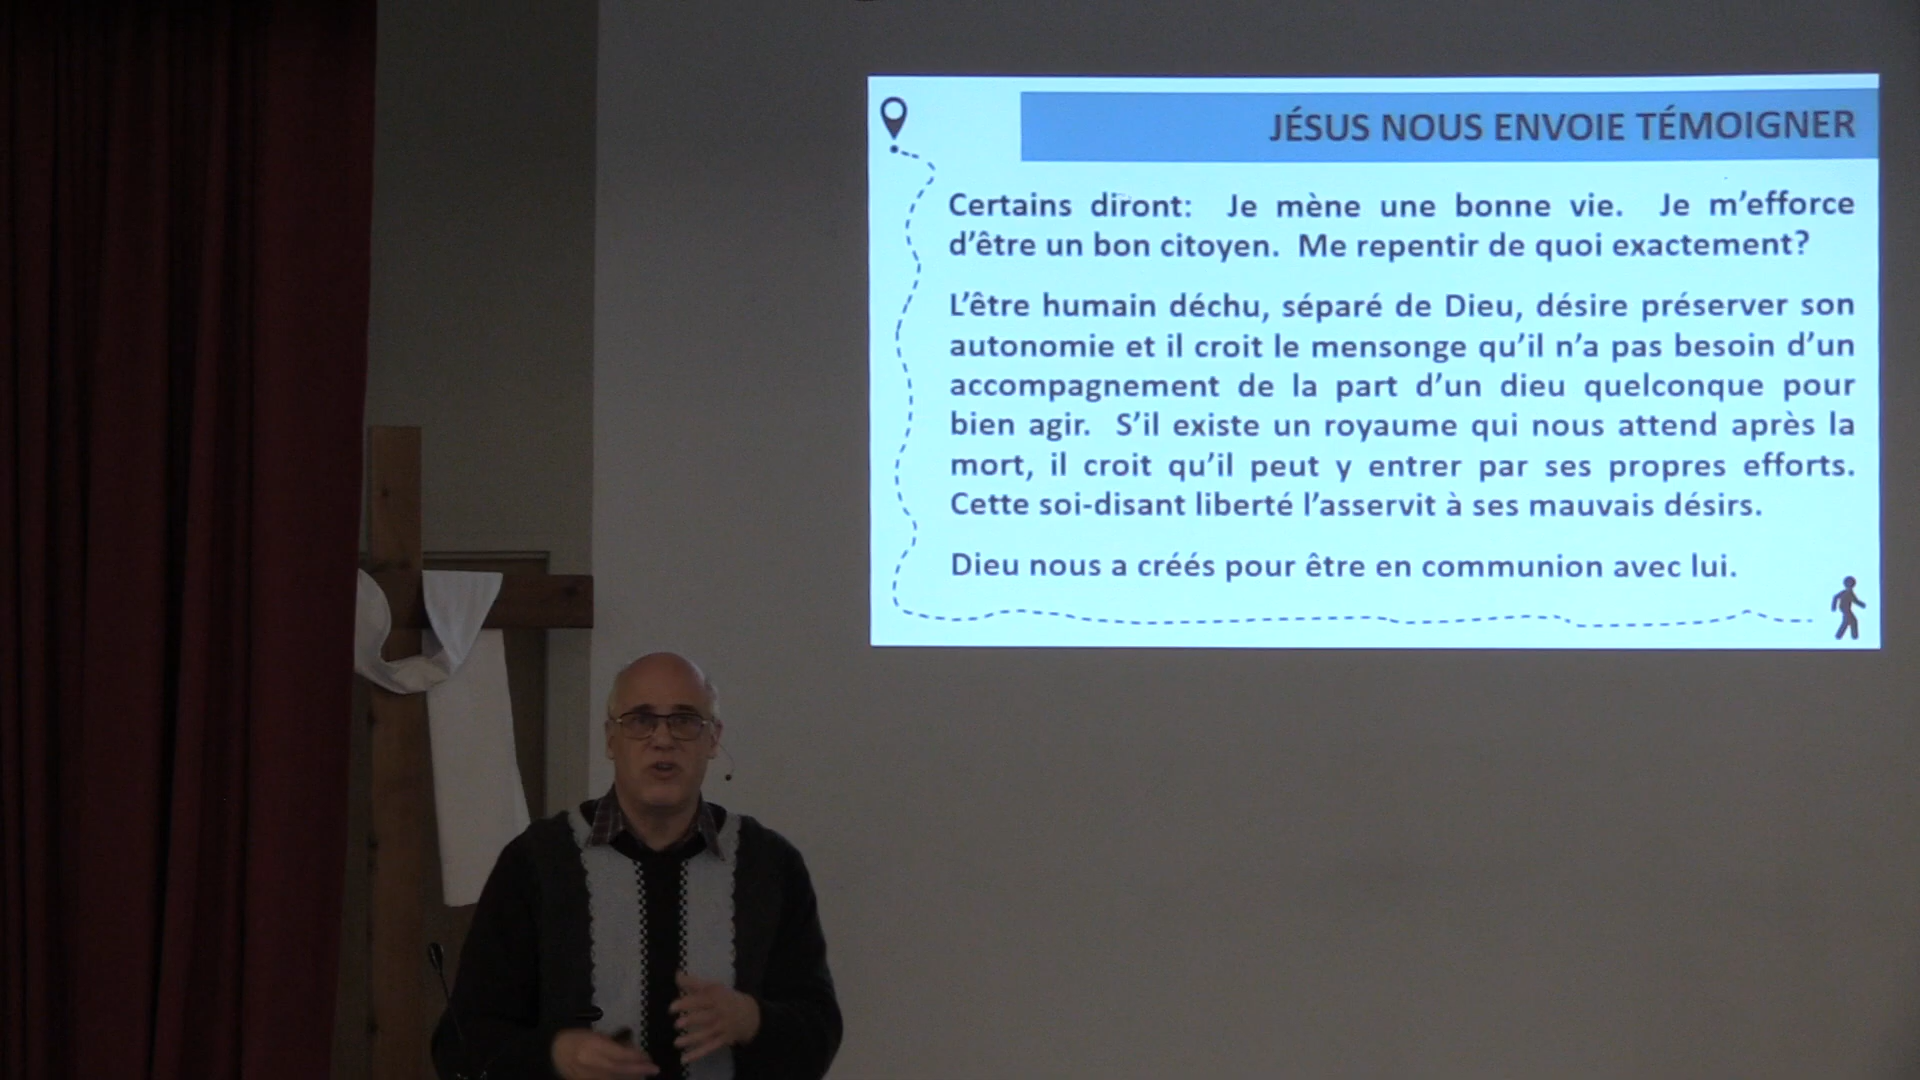 JÉSUS NOUS ENVOIE TÉMOIGNER
Certains diront: Je mène une bonne vie. Je m'efforce
d'être un bon citoyen. Me repentir de quoi exactement?
L'être humain déchu, séparé de Dieu, désire préserver son
autonomie et il croit le mensonge qu'il n'a pas besoin d'un
accompagnement de la part d'un dieu quelconque pour
bien agir. S'il existe un royaume qui nous attend après la
mort, il croit qu'il peut y entrer par ses propres efforts.
Cette soi-disant liberté l'asservit à ses mauvais désirs.
Dieu nous a créés pour être en communion avec lui.